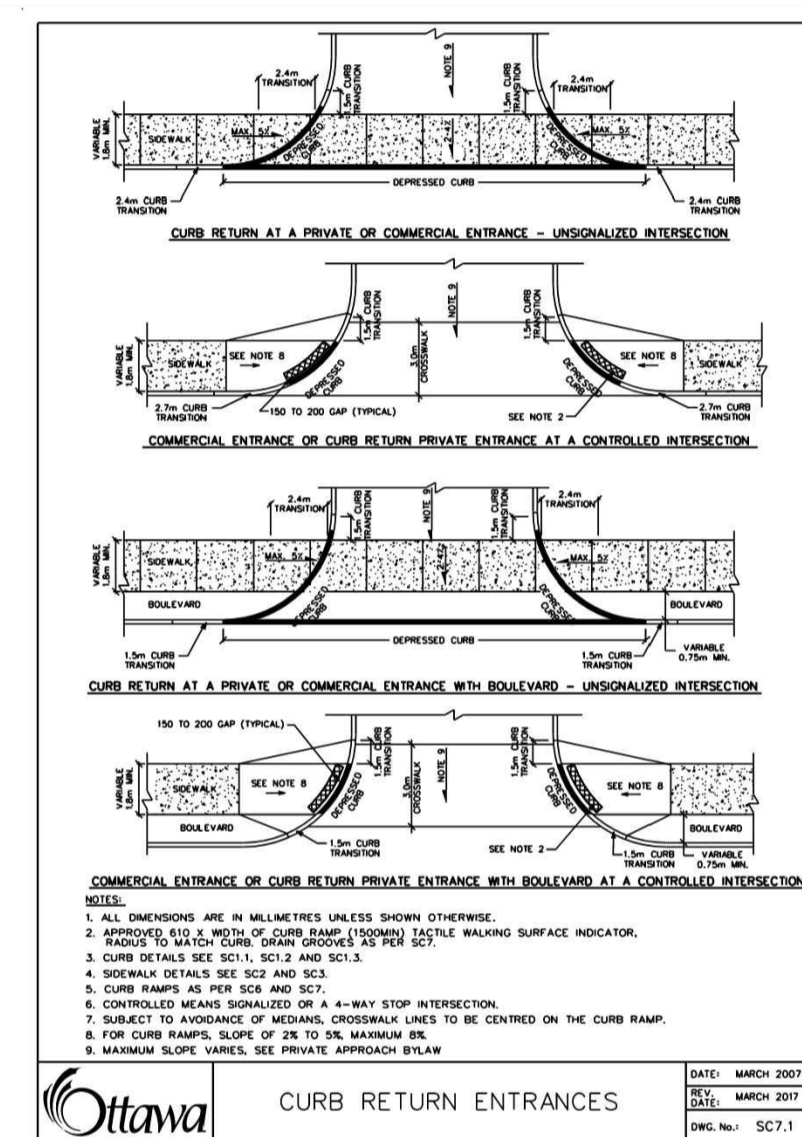 2.4m
TRANSITION
1.5m CURB
TRANSITION
NOTE 9
1.5m CURB
TRANSITION
2.4m
TRANSITION
VARIABLE
1.8m MIN.
SIDEWALK
MAX. 5%
DEPRESSED
CURB
2-4%
DEPRESSED
CURB
MAX. 5%
DEPRESSED CURB
2.4m CURB
TRANSITION
2.4m CURB
TRANSITION
CURB RETURN AT A PRIVATE OR COMMERCIAL ENTRANCE - UNSIGNALIZED INTERSECTION
1.5m CURB
TRANSITION
NOTE 9
1.5m CURB
TRANSITION
VARIABLE
1.8m MIN.
SIDEWALK
SEE NOTE 8
DEPRESSED
CURB
3.0m
CROSSWALK
DEPRESSED
CURB
SEE NOTE 8
SIDEWALK
2.7m CURB
TRANSITION
150 TO 200 GAP (TYPICAL)
SEE NOTE 2
2.7m CURB
TRANSITION
COMMERCIAL ENTRANCE OR CURB RETURN PRIVATE ENTRANCE AT A CONTROLLED INTERSECTION
2.4m
TRANSITION
1.5m CURB
TRANSITION
NOTE 9
1.5m CURB
TRANSITION
2.4m
TRANSITION
VARIABLE
1.8m MIN.
SIDEWALK
MAX. 5%
2-4%
MAX. 5%
BOULEVARD
DEPRESSED
CURB
DEPRESSED
CURB
BOULEVARD
DEPRESSED CURB
1.5m CURB
TRANSITION
1.5m CURB
TRANSITION
VARIABLE
0.75m MIN.
CURB RETURN AT A PRIVATE OR COMMERCIAL ENTRANCE WITH BOULEVARD - UNSIGNALIZED INTERSECTION
150 TO 200 GAP (TYPICAL)
1.5m CURB
TRANSITION
NOTE 9
1.5m CURB
TRANSITION
VARIABLE
1.8m MIN.
SIDEWALK
SEE NOTE 8
DEPRESSED
CURB
3.0m
CROSSWALK
DEPRESSED
CURB
SEE NOTE 8
BOULEVARD
BOULEVARD
1.5m CURB
TRANSITION
SEE NOTE 2
1.5m CURB
TRANSITION
VARIABLE
0.75m MIN.
COMMERCIAL ENTRANCE OR CURB RETURN PRIVATE ENTRANCE WITH BOULEVARD AT A CONTROLLED INTERSECTION
NOTES:
1. ALL DIMENSIONS ARE IN MILLIMETRES UNLESS SHOWN OTHERWISE.
2. APPROVED 610 X WIDTH OF CURB RAMP (1500MIN) TACTILE WALKING SURFACE INDICATOR,
RADIUS TO MATCH CURB. DRAIN GROOVES AS PER SC7.
3. CURB DETAILS SEE SC1.1, SC1.2 AND SC1.3.
4. SIDEWALK DETAILS SEE SC2 AND SC3.
5. CURB RAMPS AS PER SC6 AND SC7.
6. CONTROLLED MEANS SIGNALIZED OR A 4-WAY STOP INTERSECTION.
7. SUBJECT TO AVOIDANCE OF MEDIANS, CROSSWALK LINES TO BE CENTRED ON THE CURB RAMP.
8. FOR CURB RAMPS, SLOPE OF 2% TO 5%, MAXIMUM 8%.
9. MAXIMUM SLOPE VARIES, SEE PRIVATE APPROACH BYLAW
Ottawa
CURB RETURN ENTRANCES
DATE: MARCH 2007
REV.
DATE: MARCH 2017
DWG. No.: SC7.1